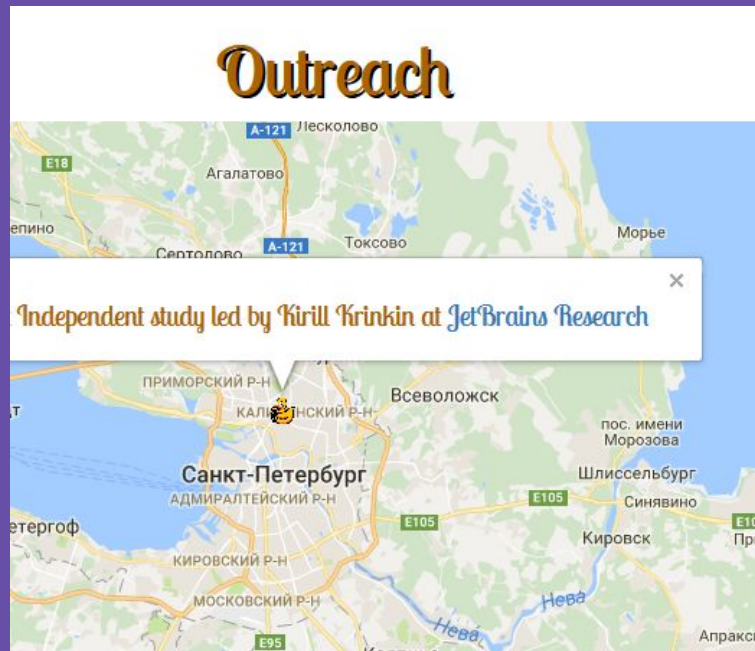 Outreach
А-121
Лесколово
E18
Агалатово
епино
Сертолово
А-121
Токсово
Морье
×
Independent study led by Kirill Krinkin at JetBrains Research
ПРИМОРСКИЙ Р-Н
Всеволожск
пос. имени
Морозова
Санкт-Петербург
АДМИРАЛТЕЙСКИЙ Р-Н
Шлиссельбург
E105
E105
Синявино
етергоф
Кировск
КИРОВСКИЙ Р-Н
МОСКОВСКИЙ Р-Н
Нева
Нева
E95
Апракс